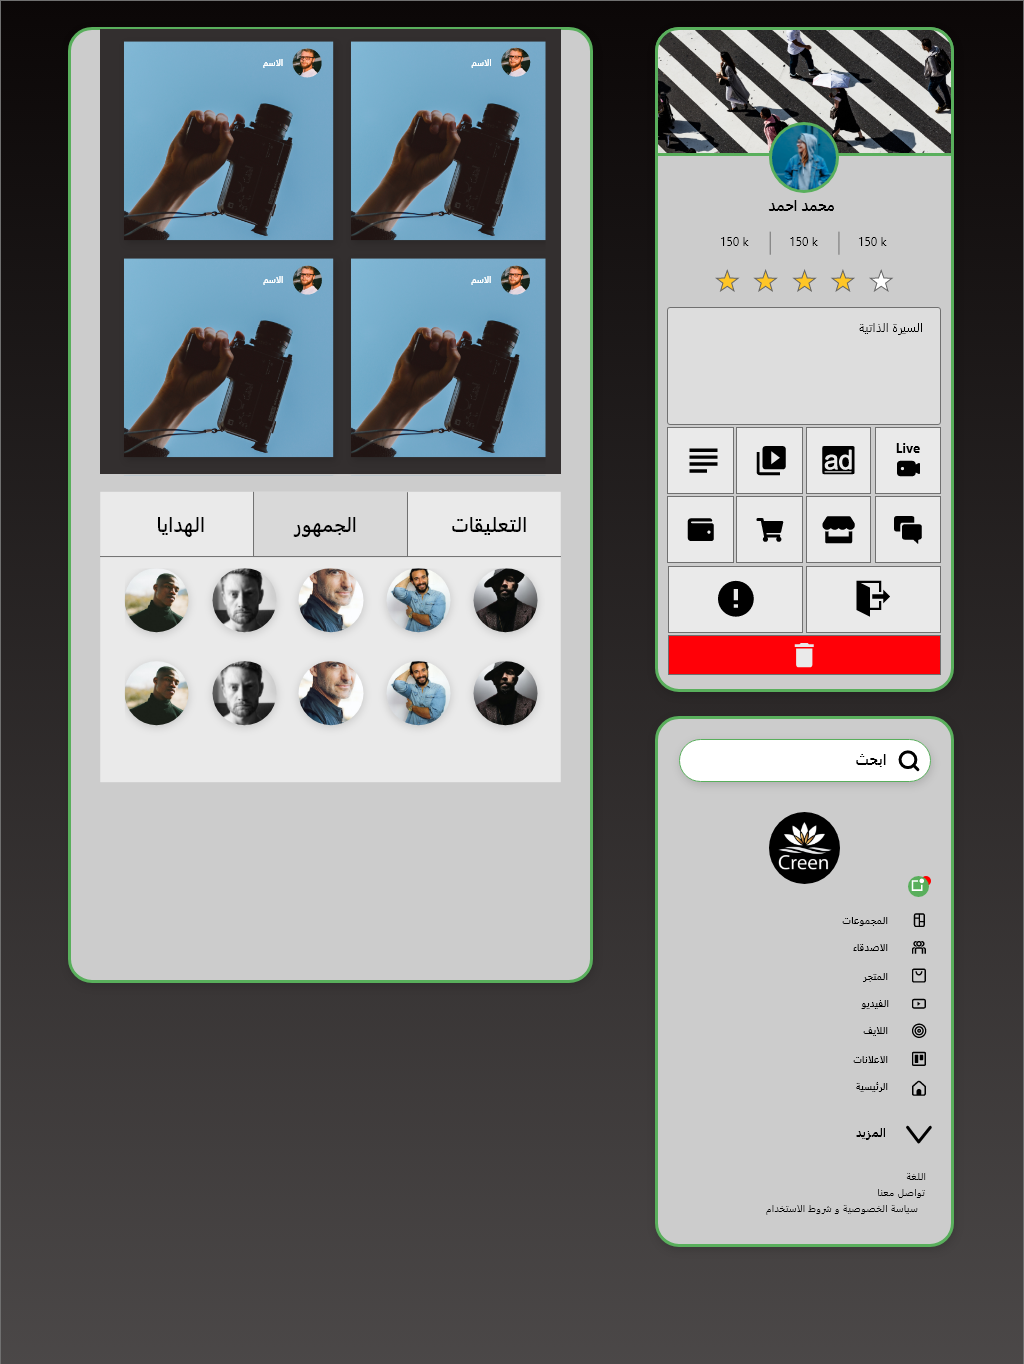 محمد احمد
150 k
150 k
150 k
السيرة الذاتية
Live
ad
ابحث
Creen
المجموعات
الاصدقاء
المتجر
الفيديو
اللايف
الاعلانات
الرئيسية
المزيد
اللغة
تواصل معنا
سياسة الخصوصية و شروط الاستخدام
الاسم
الاسم
الاسم
الاسم
التعليقات
الجمهور
الهدايا